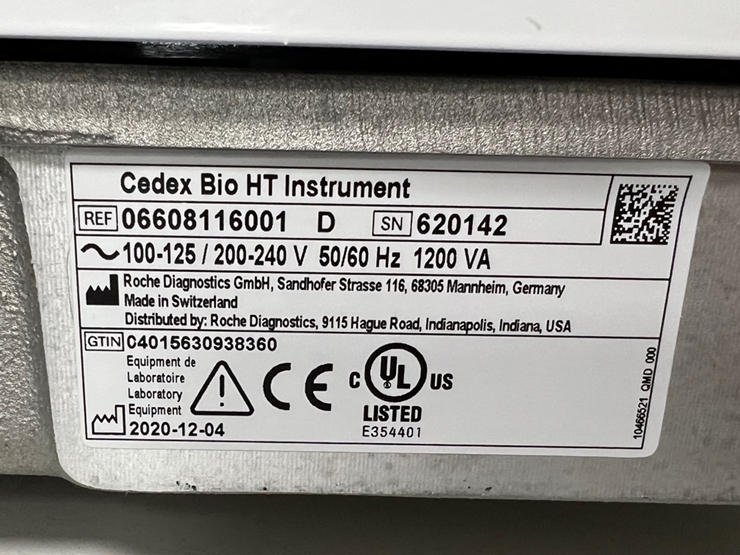 Cedex Bio HT Instrument
REF 06608116001 D SN 620142
100-125 / 200-240 V 50/60 Hz 1200 VA
Roche Diagnostics GmbH, Sandhofer Strasse 116, 68305 Mannheim, Germany
Made in Switzerland
Distributed by: Roche Diagnostics, 9115 Hague Road, Indianapolis, Indiana, USA
GTIN 04015630938360
Equipment de
Laboratoire
Laboratory
Equipment
2020-12-04
CE
C UL US
LISTED
E354401
10466521 QMD 000